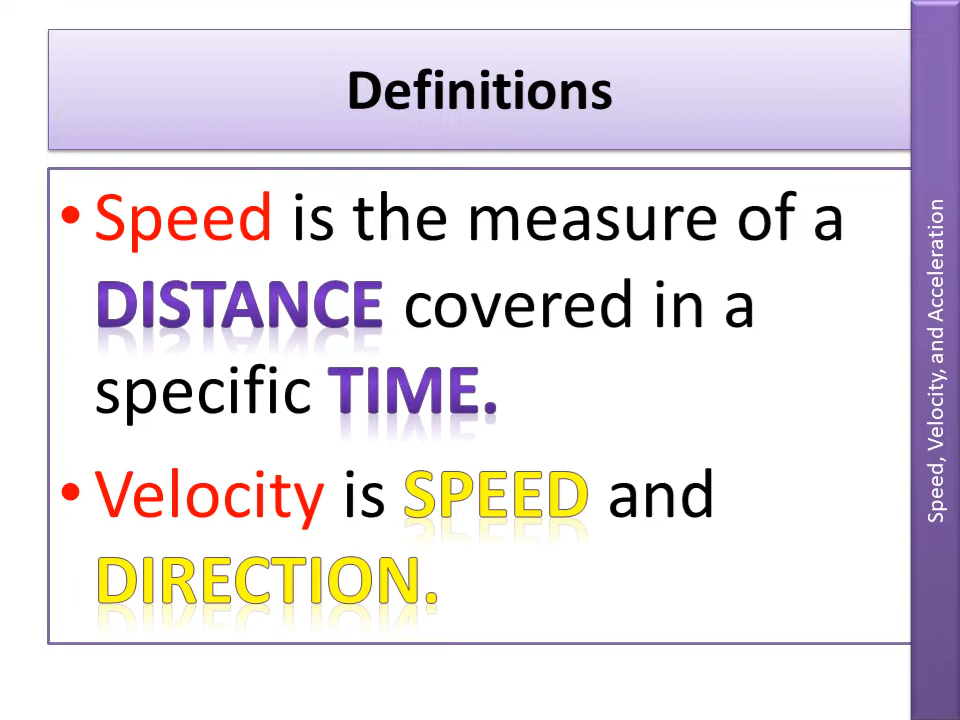 Definitions
• Speed is the measure of a
DISTANCE covered in a
specific TIME.
• Velocity is SPEED and
DIRECTION.
Speed, Velocity, and Acceleration